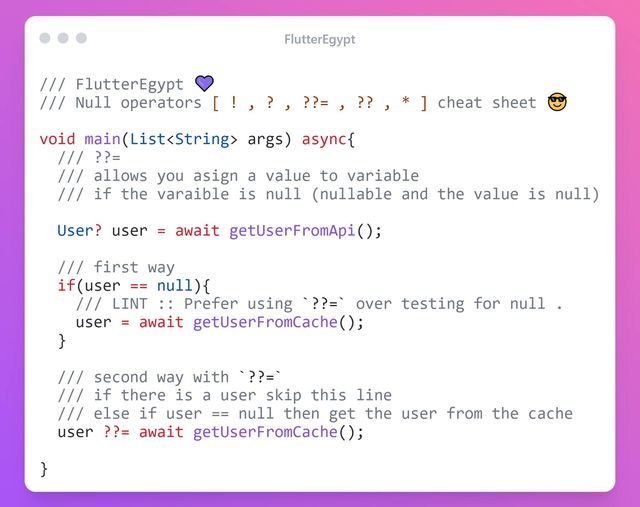 FlutterEgypt
/// FlutterEgypt 💜
/// Null operators [ ! , ? , ??= , ?? , * ] cheat sheet 😎
void main(List<String> args) async{
/// ??=
/// allows you asign a value to variable
/// if the varaible is null (nullable and the value is null)
User? user = await getUserFromApi();
/// first way
if(user == null){
/// LINT :: Prefer using `??=` over testing for null .
user = await getUserFromCache();
}
/// second way with `??=`
/// if there is a user skip this line
/// else if user == null then get the user from the cache
user ??= await getUserFromCache();
}